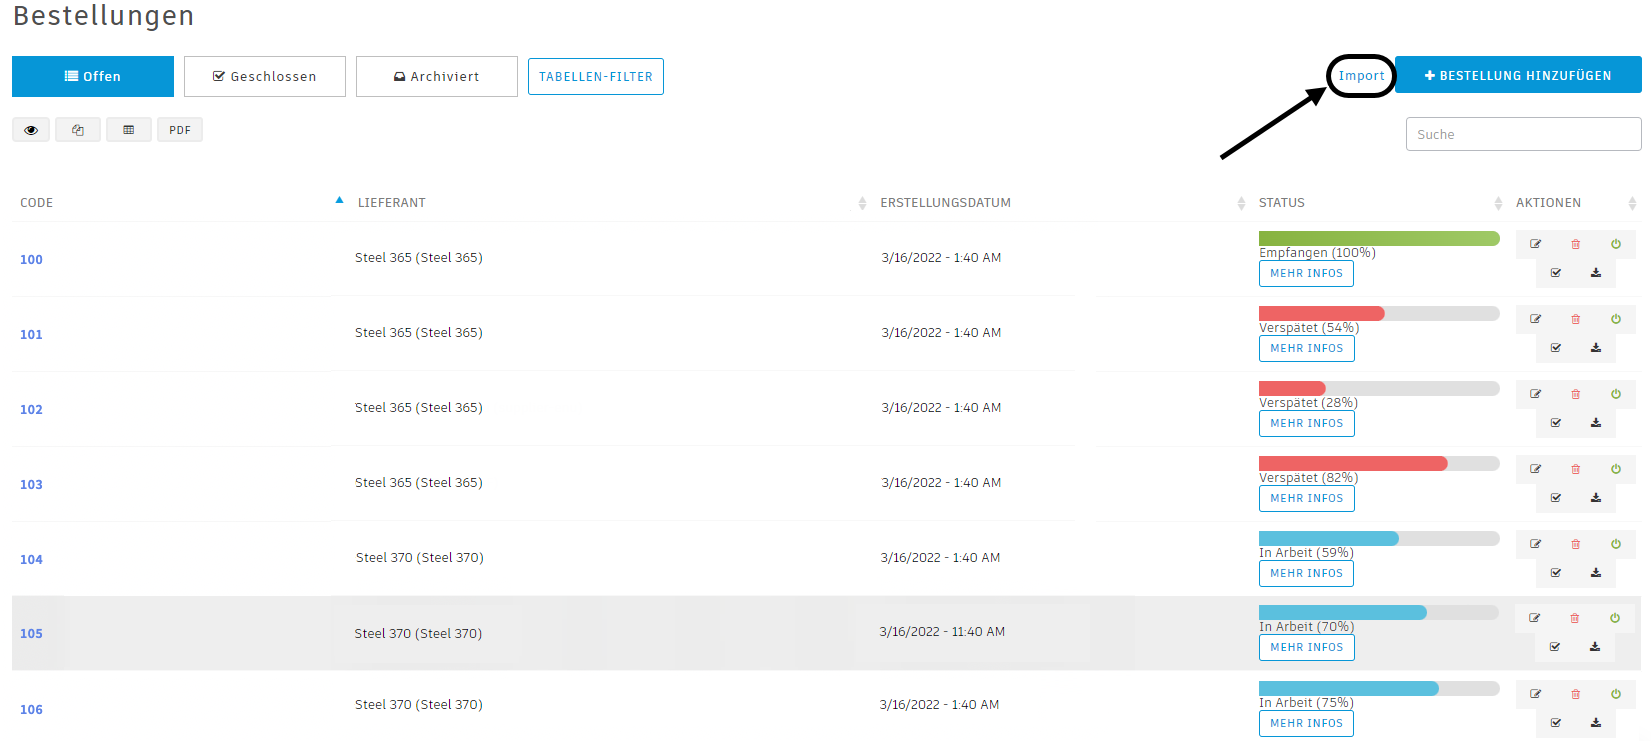 Bestellungen
Offen
Geschlossen
Archiviert
TABELLEN-FILTER
Import
BESTELLUNG HINZUFÜGEN
PDF
Suche
CODE LIEFERANT ERSTELLUNGSDATUM STATUS AKTIONEN
100 Steel 365 (Steel 365) 3/16/2022 - 1:40 AM Empfangen (100%)
MEHR INFOS
101 Steel 365 (Steel 365) 3/16/2022 - 1:40 AM Verspätet (54%)
MEHR INFOS
102 Steel 365 (Steel 365) 3/16/2022 - 1:40 AM Verspätet (28%)
MEHR INFOS
103 Steel 365 (Steel 365) 3/16/2022 - 1:40 AM Verspätet (82%)
MEHR INFOS
104 Steel 370 (Steel 370) 3/16/2022 - 1:40 AM In Arbeit (59%)
MEHR INFOS
105 Steel 370 (Steel 370) 3/16/2022 - 11:40 AM In Arbeit (70%)
MEHR INFOS
106 Steel 370 (Steel 370) 3/16/2022 - 1:40 AM In Arbeit (75%)
MEHR INFOS